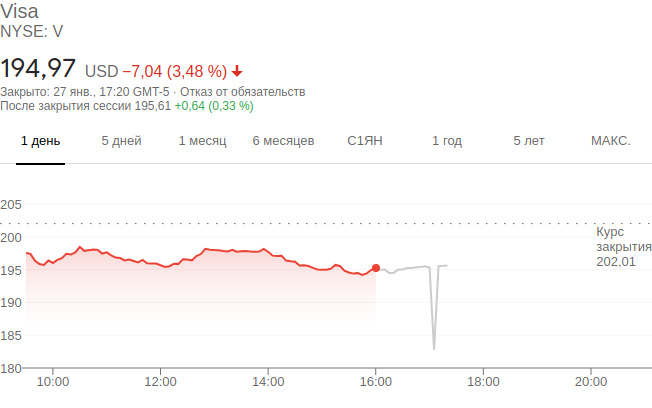 Visa
NYSE: V
194,97 USD −7,04 (3,48 %)
Закрыто: 27 янв., 17:20 GMT-5 · Отказ от обязательств
После закрытия сессии 195,61 +0,64 (0,33 %)
1 день 5 дней 1 месяц 6 месяцев С1ЯН 1 год 5 лет МАКС.
205
200
195
190
185
180
Курс
закрытия
202,01
10:00 12:00 14:00 16:00 18:00 20:00